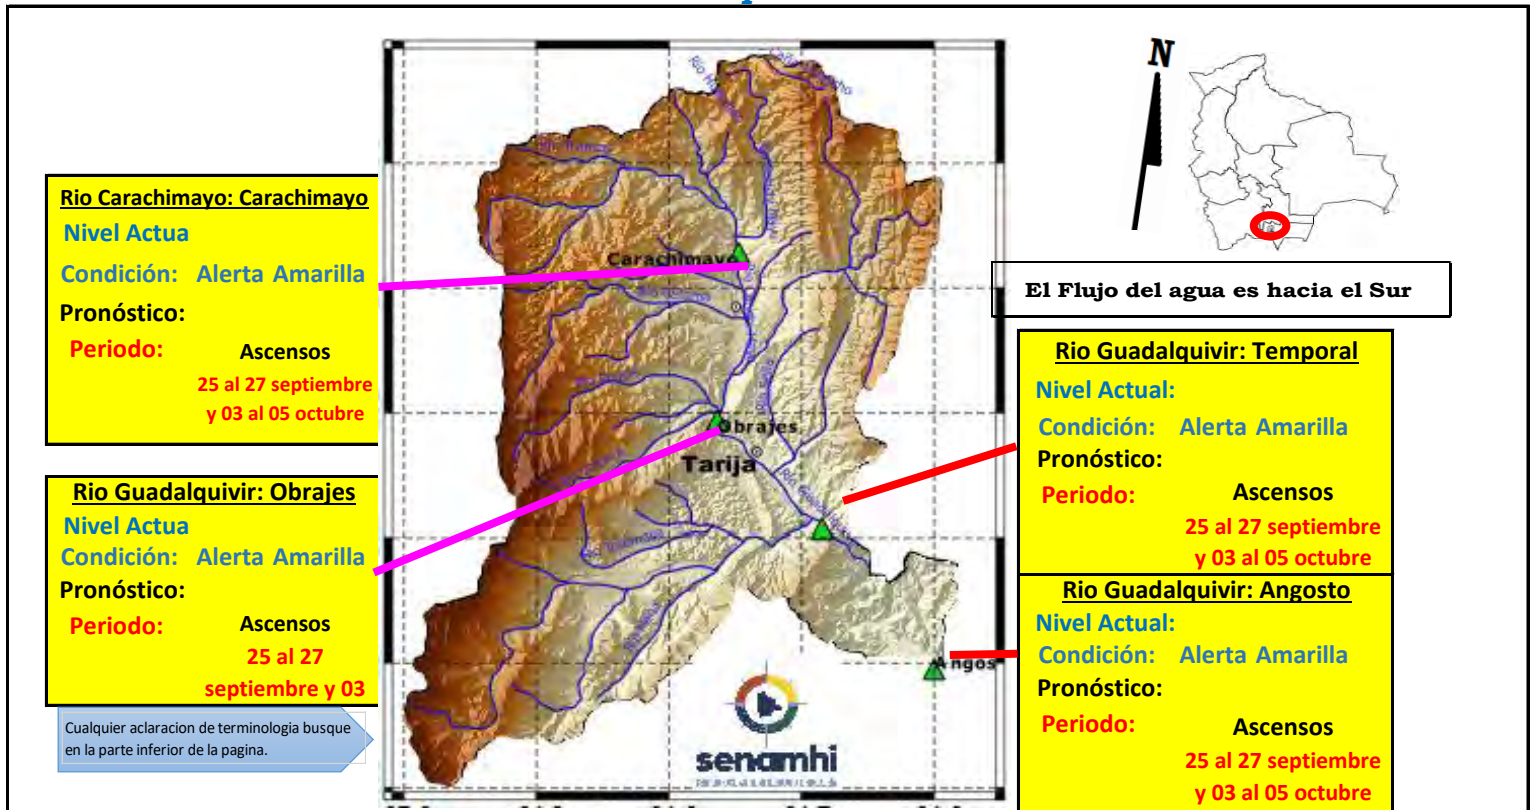 N
Rio Carachimayo: Carachimayo
Nivel Actua
Condición: Alerta Amarilla
Pronóstico:
Periodo: Ascensos
25 al 27 septiembre
y 03 al 05 octubre
Rio Guadalquivir: Obrajes
Nivel Actua
Condición: Alerta Amarilla
Pronóstico:
Periodo: Ascensos
25 al 27
septiembre y 03
Cualquier aclaracion de terminologia busque
en la parte inferior de la pagina.
Carachimayo
Obrajes
Tarija
Angos
senamhi
El Flujo del agua es hacia el Sur
Rio Guadalquivir: Temporal
Nivel Actual:
Condición: Alerta Amarilla
Pronóstico:
Periodo: Ascensos
25 al 27 septiembre
y 03 al 05 octubre
Rio Guadalquivir: Angosto
Nivel Actual:
Condición: Alerta Amarilla
Pronóstico:
Periodo: Ascensos
25 al 27 septiembre
y 03 al 05 octubre